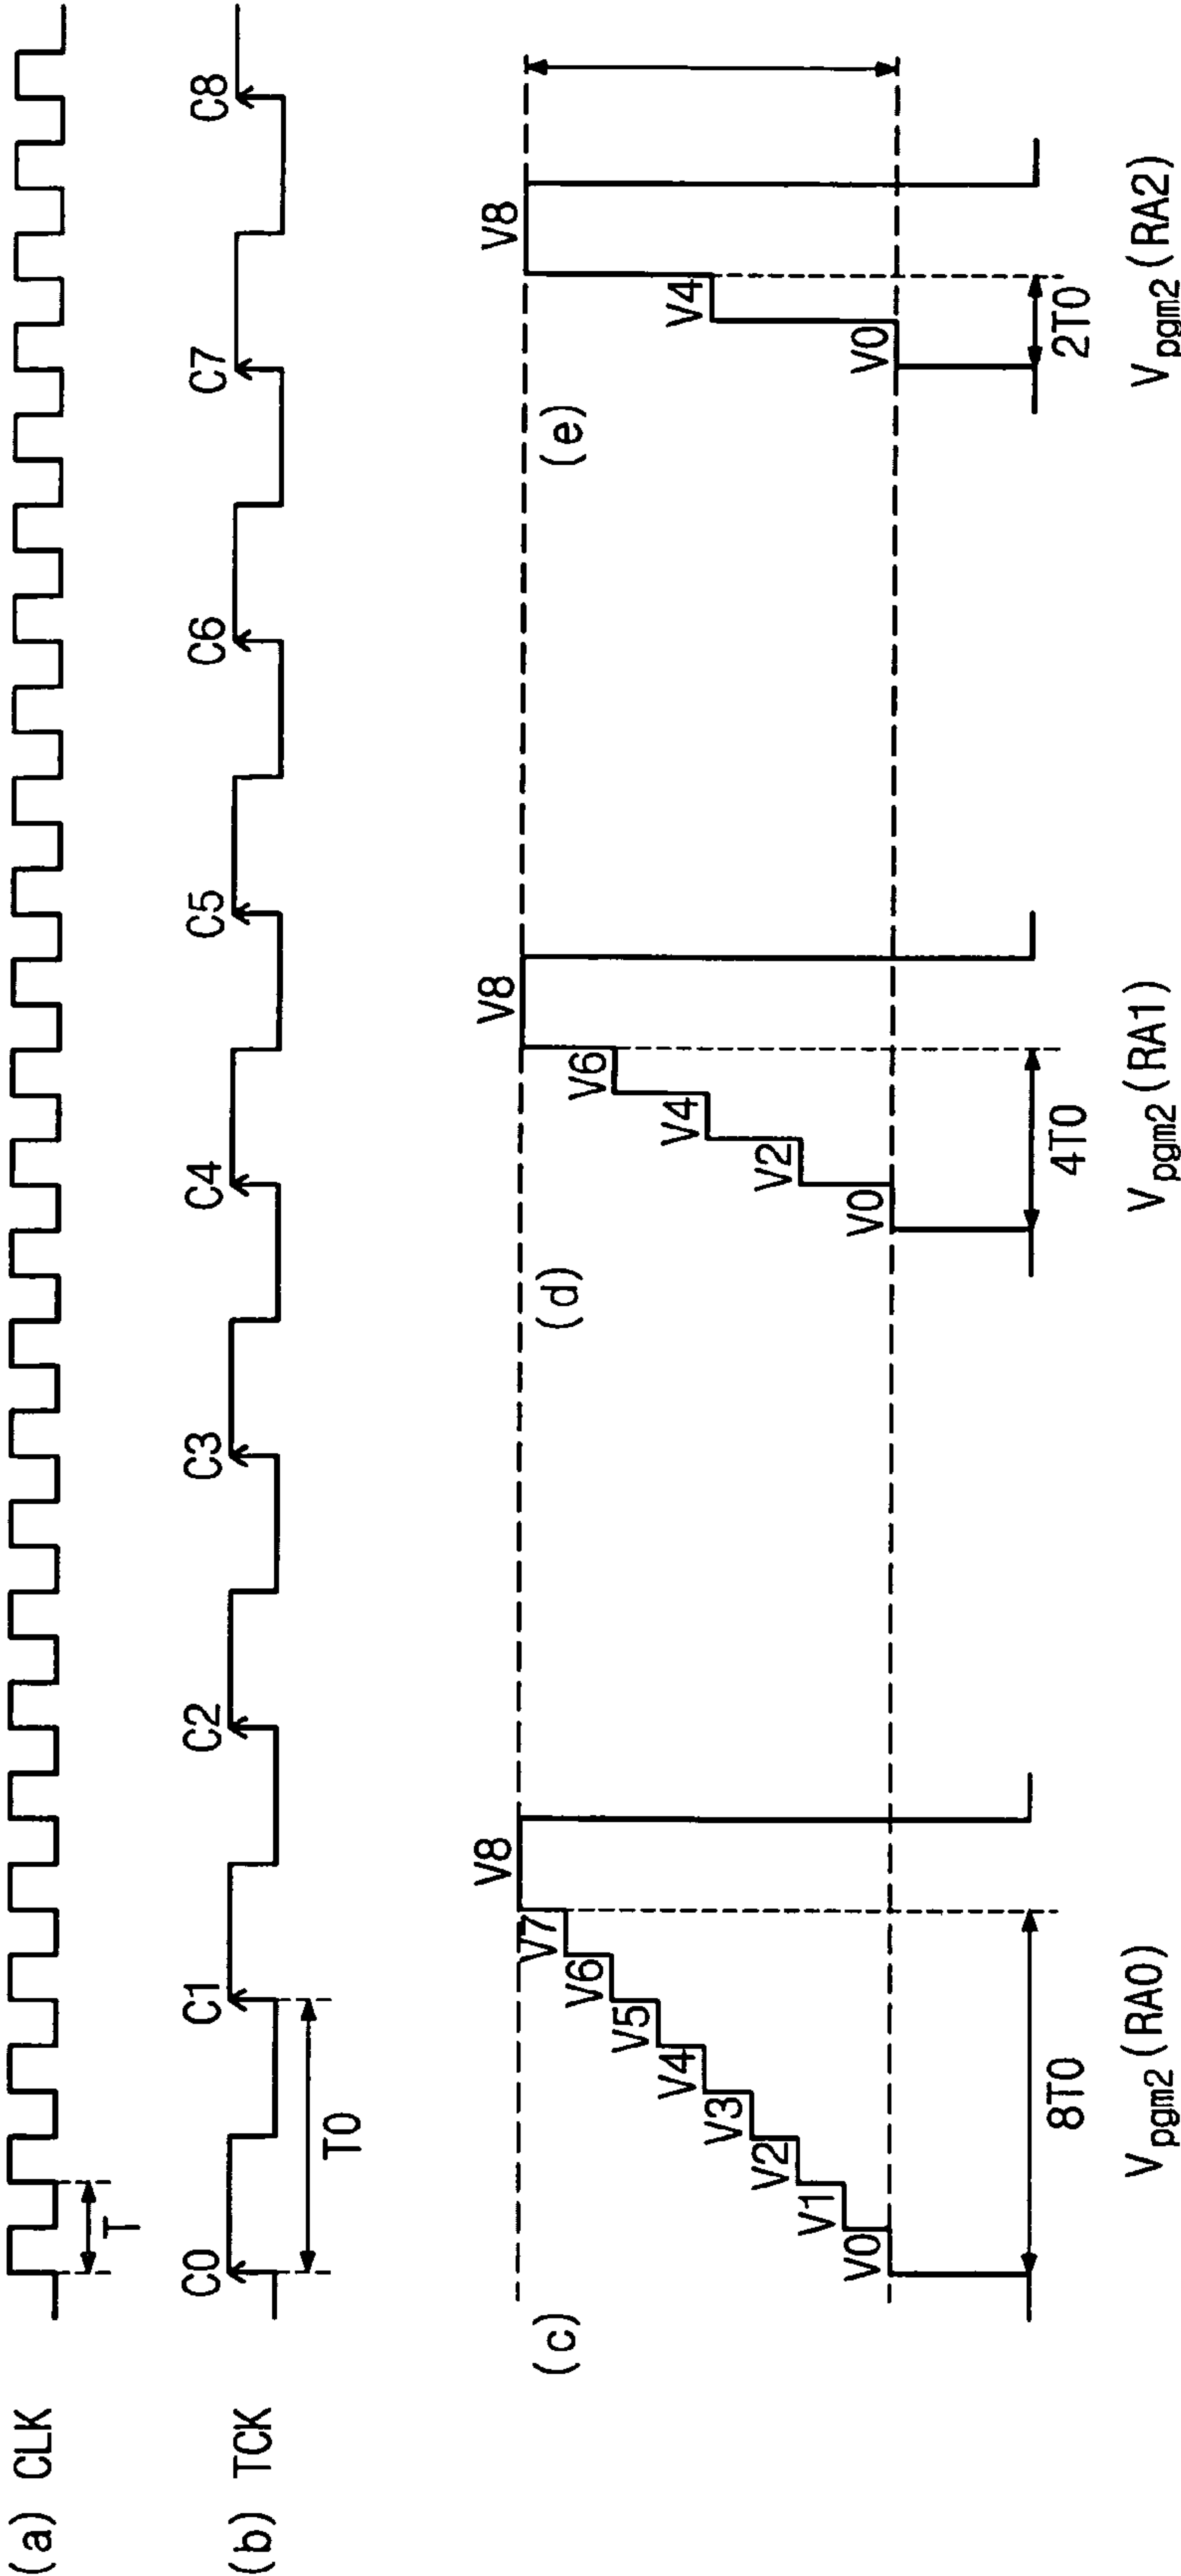 (a) CLK
T
(b) TCK
C0
C1
C2
C3
C4
C5
C6
C7
C8
T0
(c)
V0
V1
V2
V3
V4
V5
V6
V7
V8
8T0
Vpgm2 (RA0)
(d)
V0
V2
V4
V6
V8
4T0
Vpgm2 (RA1)
(e)
V0
V4
V8
2T0
Vpgm2 (RA2)